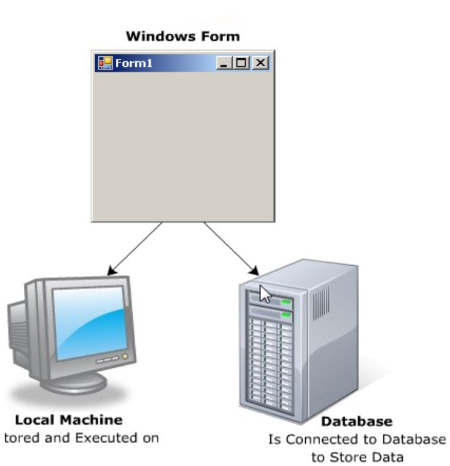 Windows Form
Form1
Local Machine
tored and Executed on
Database
Is Connected to Database
to Store Data